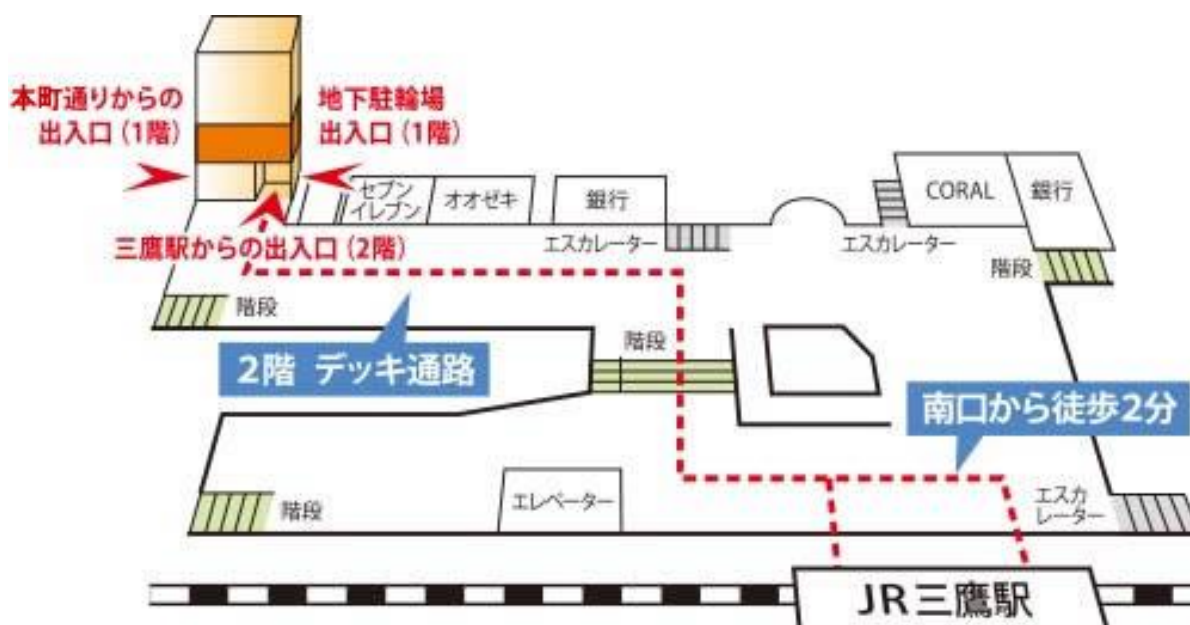 本町通りからの
出入口（1階）
地下駐輪場
出入口（1階）
セブン
イレブン
オオゼキ
銀行
CORAL
銀行
三鷹駅からの出入口（2階）
エスカレーター
エスカレーター
階段
階段
2階 デッキ通路
階段
南口から徒歩2分
階段
エレベーター
エスカ
レーター
JR三鷹駅